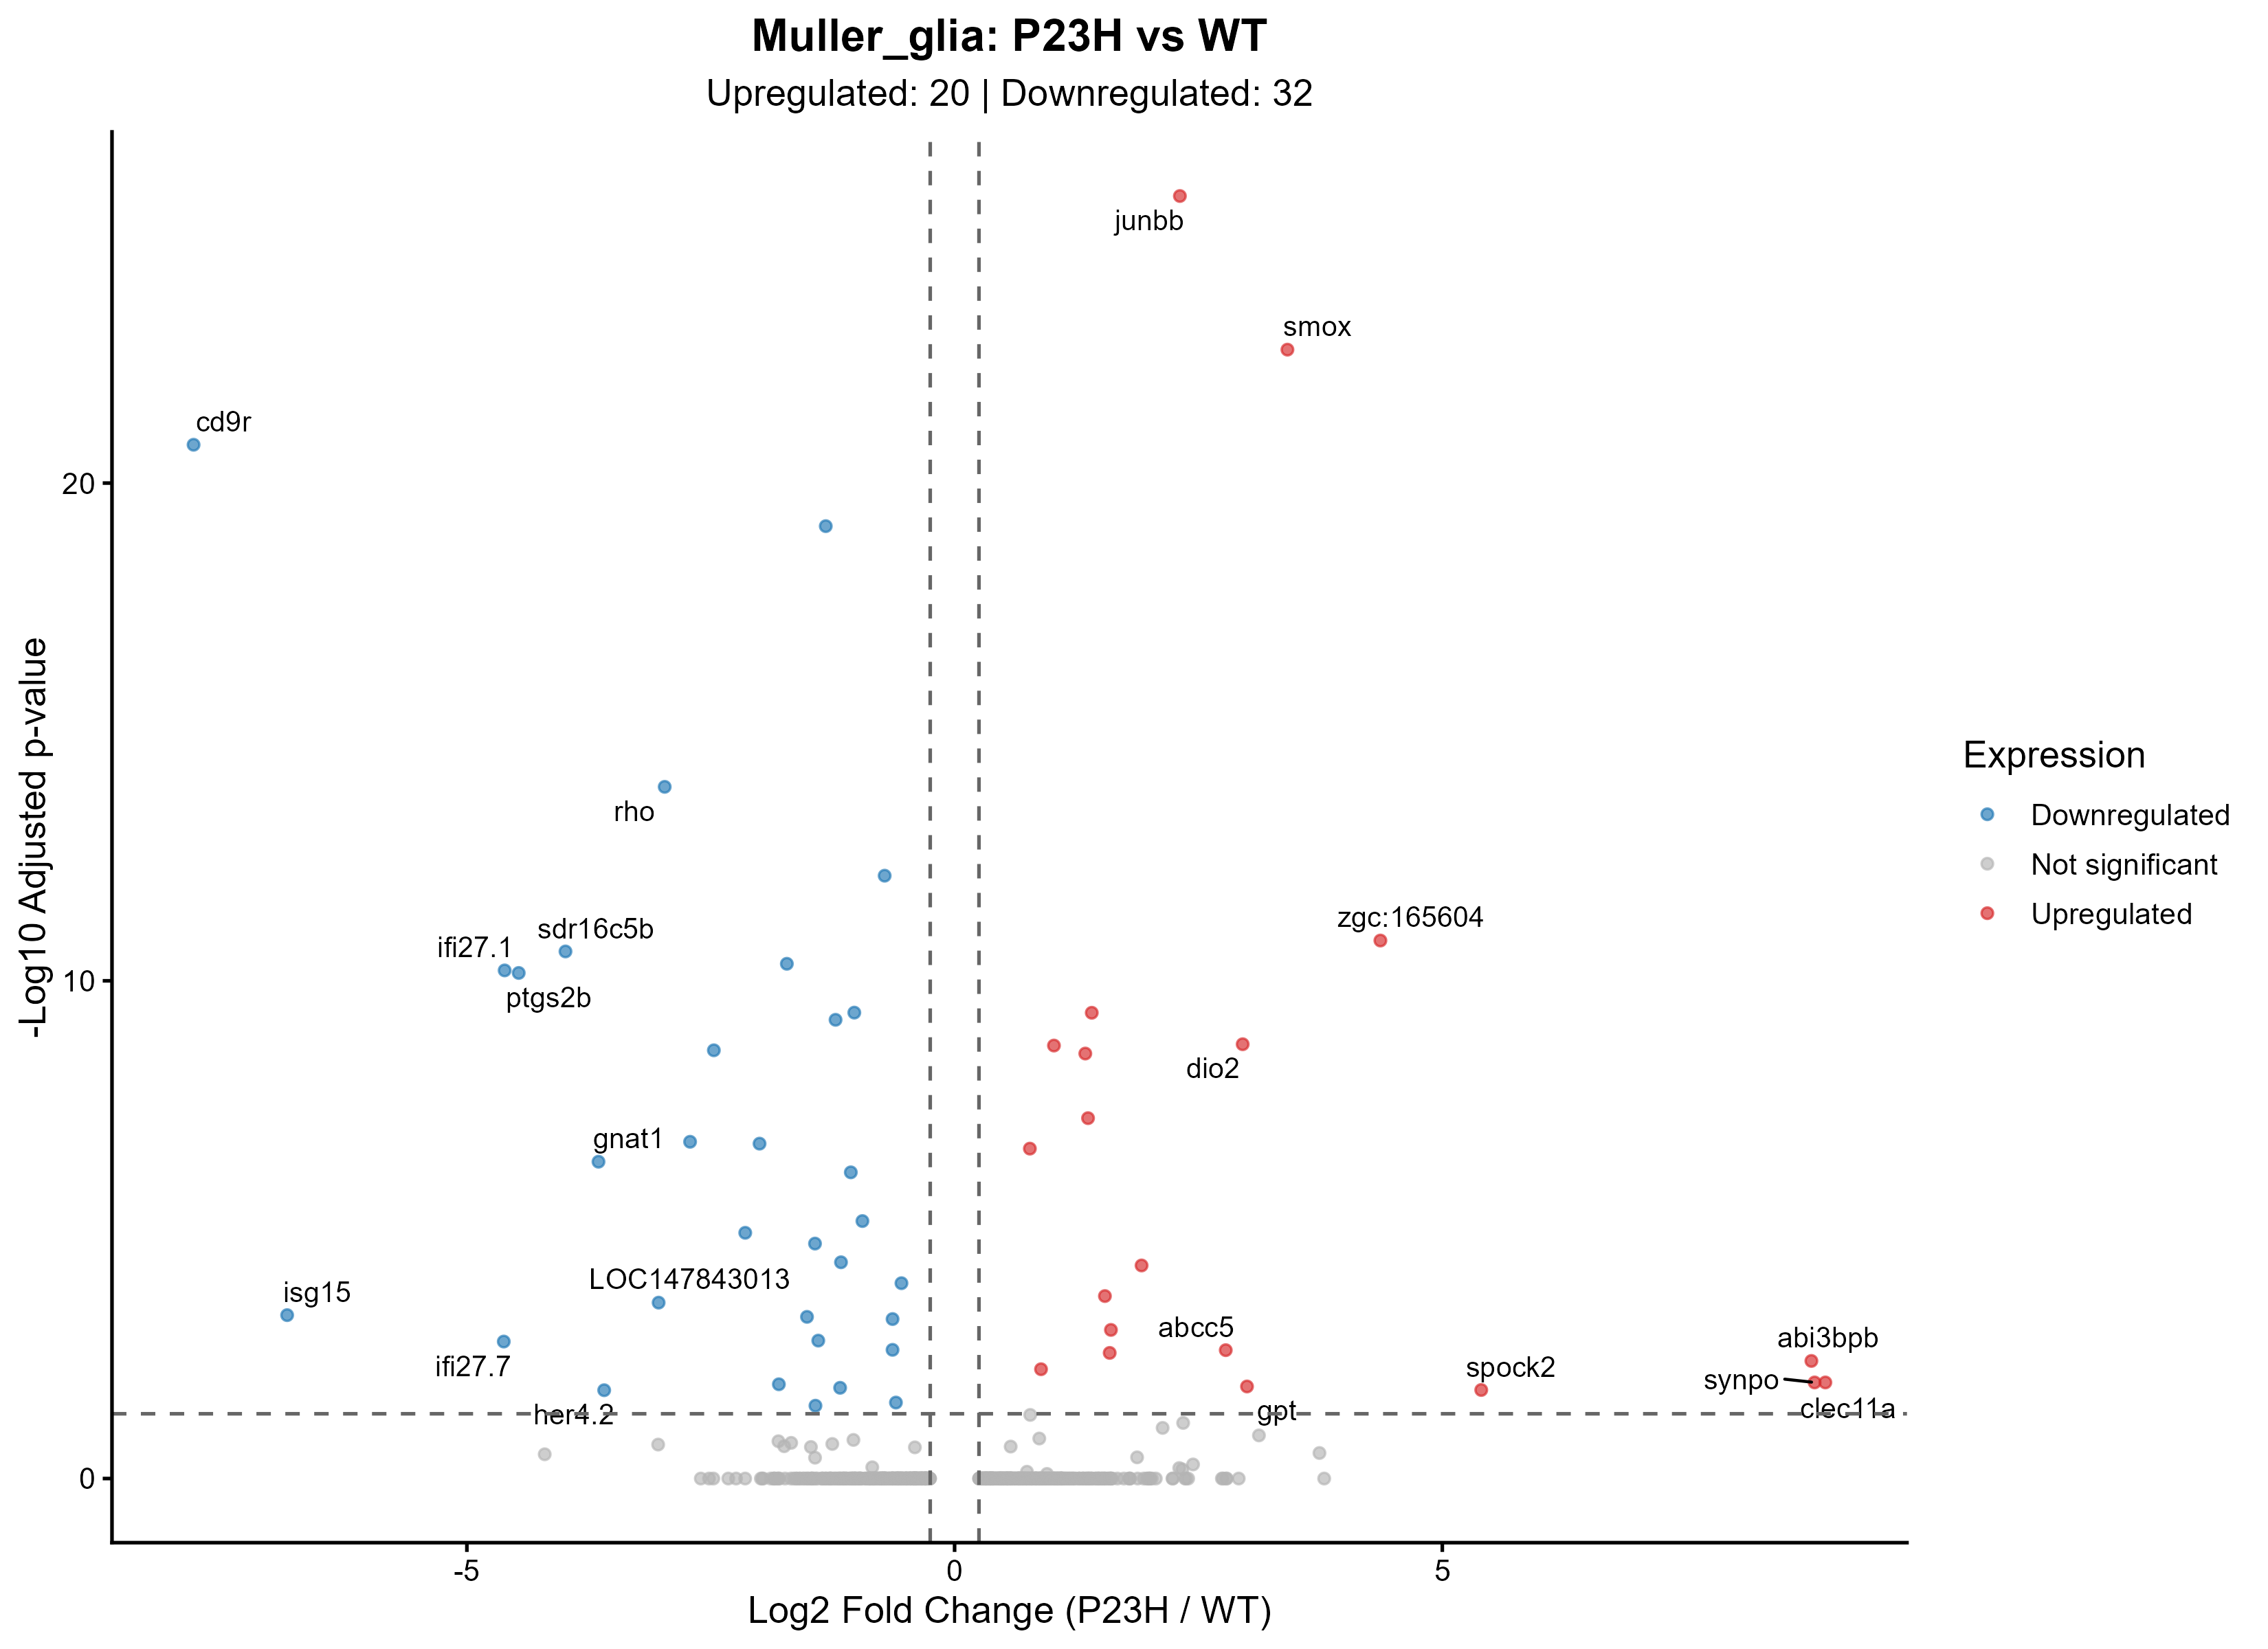 Muller_glia: P23H vs WT
Upregulated: 20 | Downregulated: 32
junbb
smox
cd9r
20
rho
zgc:165604
sdr16c5b
ifi27.1
10
ptgs2b
dio2
gnat1
LOC147843013
isg15
abcc5
abi3bpb
ifi27.7
spock2
synpo
her4.2
gpt
clec11a
0
-5
0
5
Log2 Fold Change (P23H / WT)
-Log10 Adjusted p-value
Expression
Downregulated
Not significant
Upregulated